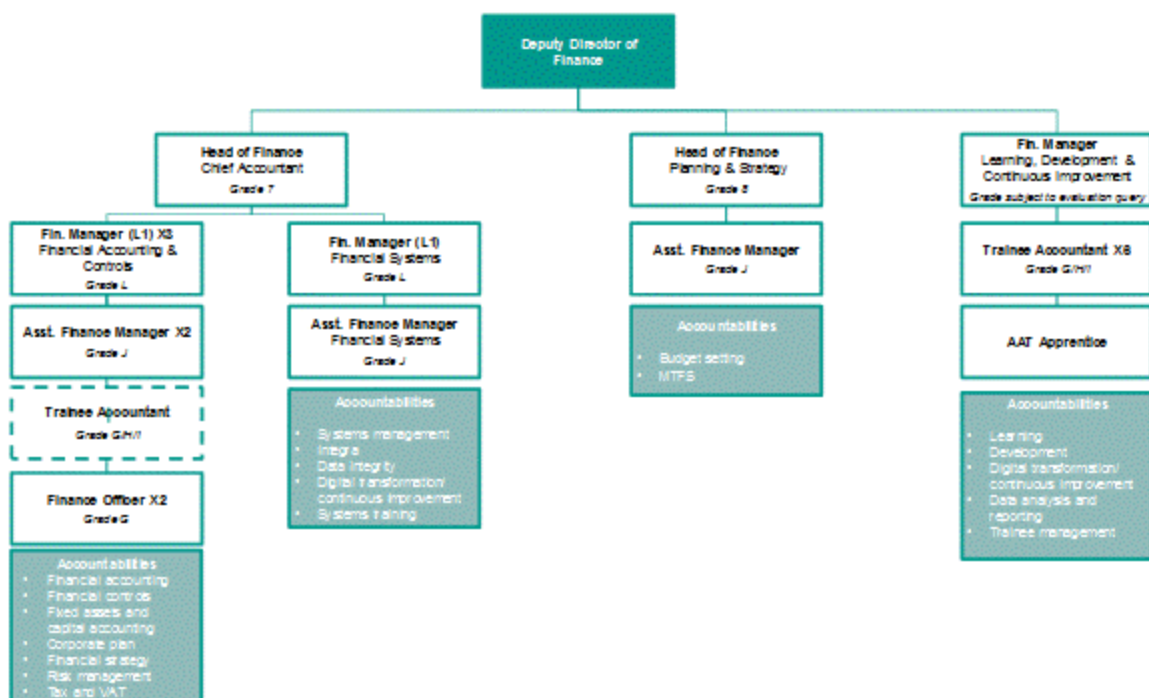 Deputy Director of
Finance
Head of Finance
Chief Accountant
Grade 7
Head of Finance
Planning & Strategy
Grade 8
Fin. Manager
Learning, Development &
Continuous Improvement
Grade subject to evaluation query
Fin. Manager (L1) X3
Financial Accounting &
Controls
Grade L
Fin. Manager (L1)
Financial Systems
Grade L
Asst. Finance Manager
Grade J
Trainee Accountant X6
Grade G/H/I
Asst. Finance Manager X2
Grade J
Asst. Finance Manager
Financial Systems
Grade J
Accountabilities
• Budget setting
• MTFS
AAT Apprentice
Trainee Accountant
Grade G/H/I
Accountabilities
• Systems management
• Integra
• Data integrity
• Digital transformation/
continuous improvement
• Systems training
Accountabilities
• Learning
• Development
• Digital transformation/
continuous improvement
• Data analysis and
reporting
• Trainee management
Finance Officer X2
Grade G
Accountabilities
• Financial accounting
• Financial controls
• Fixed assets and
capital accounting
• Corporate plan
• Financial strategy
• Risk management
• Tax and VAT